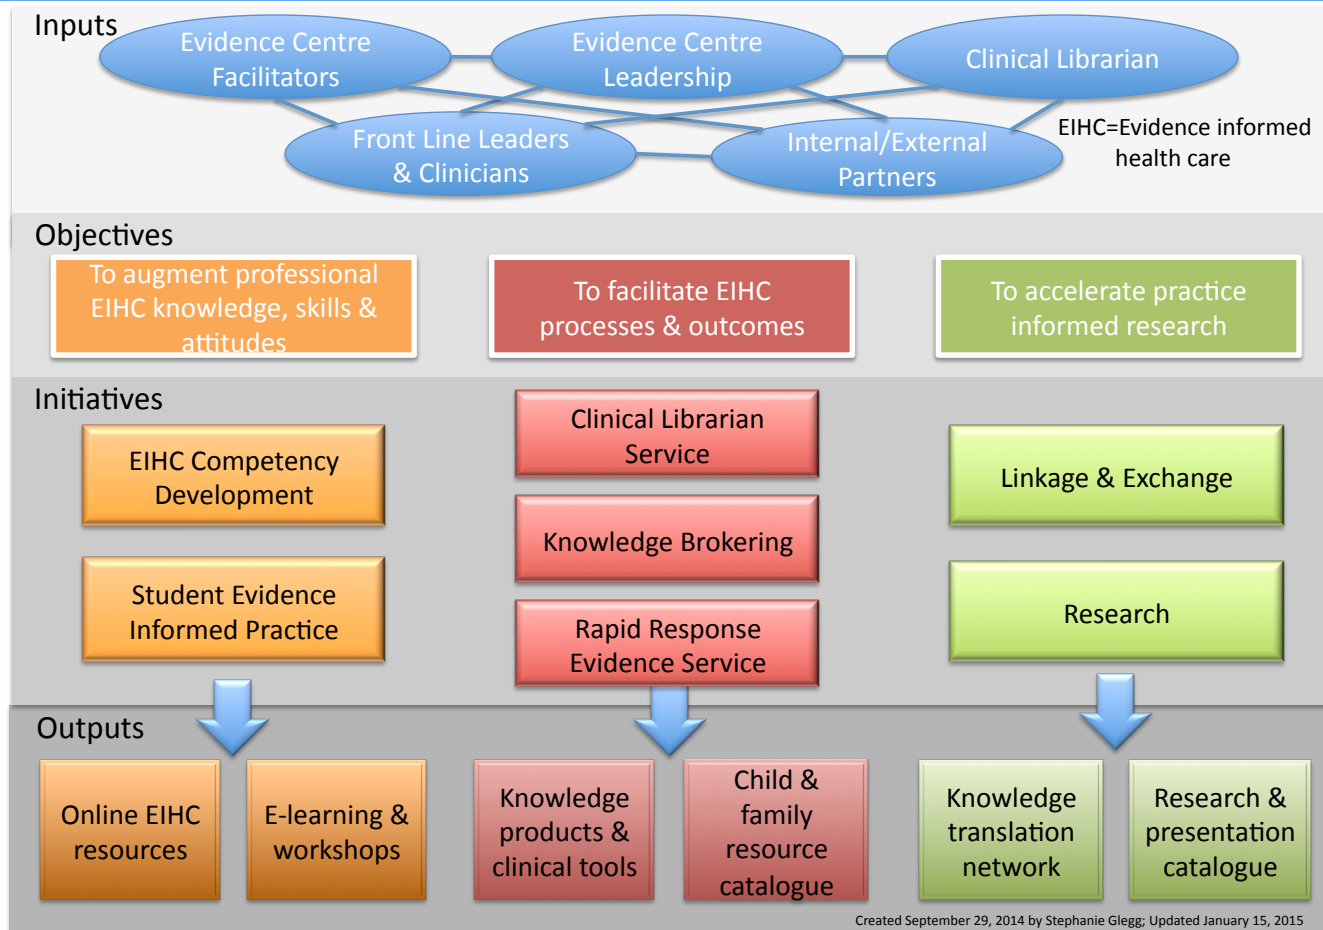 Inputs
Evidence Centre
Facilitators
Evidence Centre
Leadership
Clinical Librarian
Front Line Leaders
& Clinicians
Internal/External
Partners
EIHC=Evidence informed
health care
Objectives
To augment professional
EIHC knowledge, skills &
attitudes
To facilitate EIHC
processes & outcomes
To accelerate practice
informed research
Initiatives
EIHC Competency
Development
Student Evidence
Informed Practice
Clinical Librarian
Service
Knowledge Brokering
Rapid Response
Evidence Service
Linkage & Exchange
Research
Outputs
Online EIHC
resources
E-learning &
workshops
Knowledge
products &
clinical tools
Child &
family
resource
catalogue
Knowledge
translation
network
Research &
presentation
catalogue
Created September 29, 2014 by Stephanie Glegg; Updated January 15, 2015